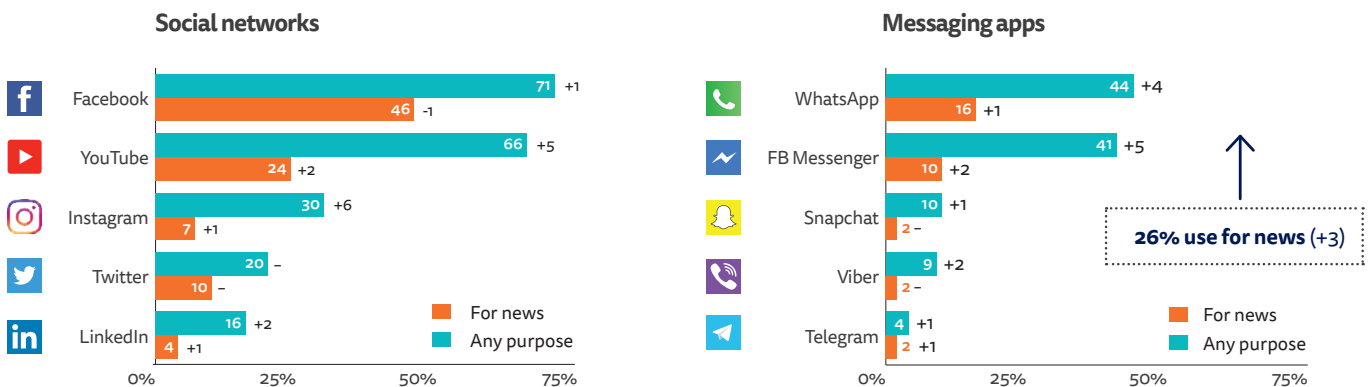 Social networks
Facebook
71 +1
46 -1
YouTube
66 +5
24 +2
Instagram
30 +6
7 +1
Twitter
20 –
10 –
LinkedIn
16 +2
4 +1
For news
Any purpose
0% 25% 50% 75%
Messaging apps
WhatsApp
44 +4
16 +1
FB Messenger
41 +5
10 +2
Snapchat
10 +1
2 –
Viber
9 +2
2 –
Telegram
4 +1
2 +1
26% use for news (+3)
For news
Any purpose
0% 25% 50% 75%